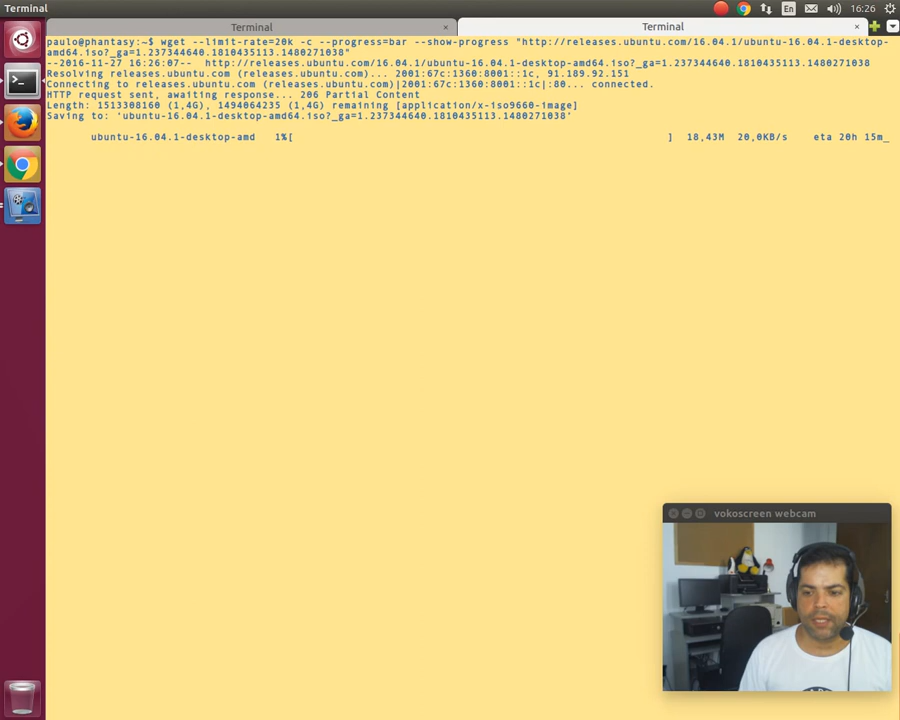 Terminal
En
16:26
Terminal
Terminal
paulo@phantasy:~$ wget --limit-rate=20k -c --progress=bar --show-progress "http://releases.ubuntu.com/16.04.1/ubuntu-16.04.1-desktop-
amd64.iso?_ga=1.237344640.1810435113.1480271038"
--2016-11-27 16:26:07--  http://releases.ubuntu.com/16.04.1/ubuntu-16.04.1-desktop-amd64.iso?_ga=1.237344640.1810435113.1480271038
Resolving releases.ubuntu.com (releases.ubuntu.com)... 2001:67c:1360:8001::1c, 91.189.92.151
Connecting to releases.ubuntu.com (releases.ubuntu.com)|2001:67c:1360:8001::1c|:80... connected.
HTTP request sent, awaiting response... 206 Partial Content
Length: 1513308160 (1,4G), 1494064235 (1,4G) remaining [application/x-iso9660-image]
Saving to: 'ubuntu-16.04.1-desktop-amd64.iso?_ga=1.237344640.1810435113.1480271038'
ubuntu-16.04.1-desktop-amd   1%[                    ]  18,43M  20,0KB/s    eta 20h 15m_
vokoscreen webcam